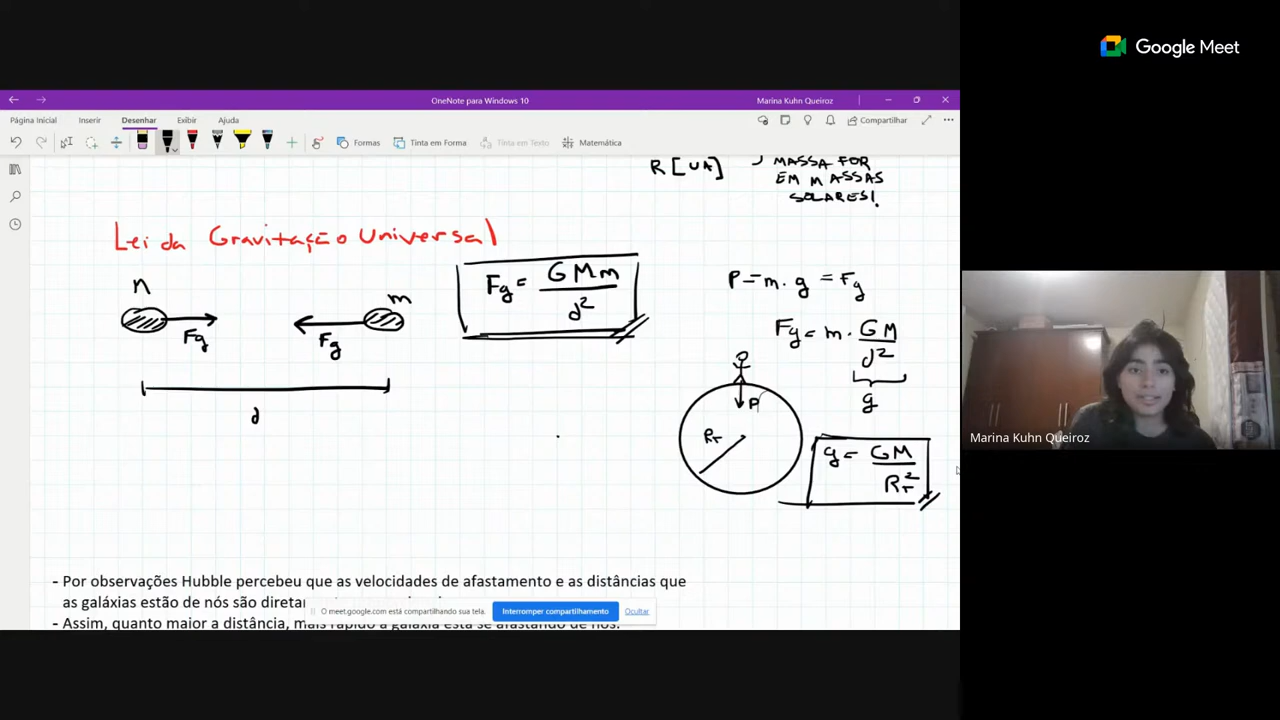 Google Meet
OneNote para Windows 10
Marina Kuhn Queiroz
Página Inicial
Inserir
Desenhar
Exibir
Ajuda
Compartilhar
Formas
Tinta em Forma
Tinta em Texto
Matemática
R [UA]
MASSA FOR
EM MASSAS
SOLARES!
Lei da Gravitação Universal
n
m
Fg
Fg
d
Fg = GMm / d²
P = m. g = Fg
Fg = m . GM / d²
g
P
RT
g = GM / RT²
Marina Kuhn Queiroz
- Por observações Hubble percebeu que as velocidades de afastamento e as distâncias que
as galáxias estão de nós são
O meet.google.com está compartilhando sua tela.
Interromper compartilhamento
Ocultar
- Assim, quanto maior a distância, mais rápido a galáxia está se afastando de nós.